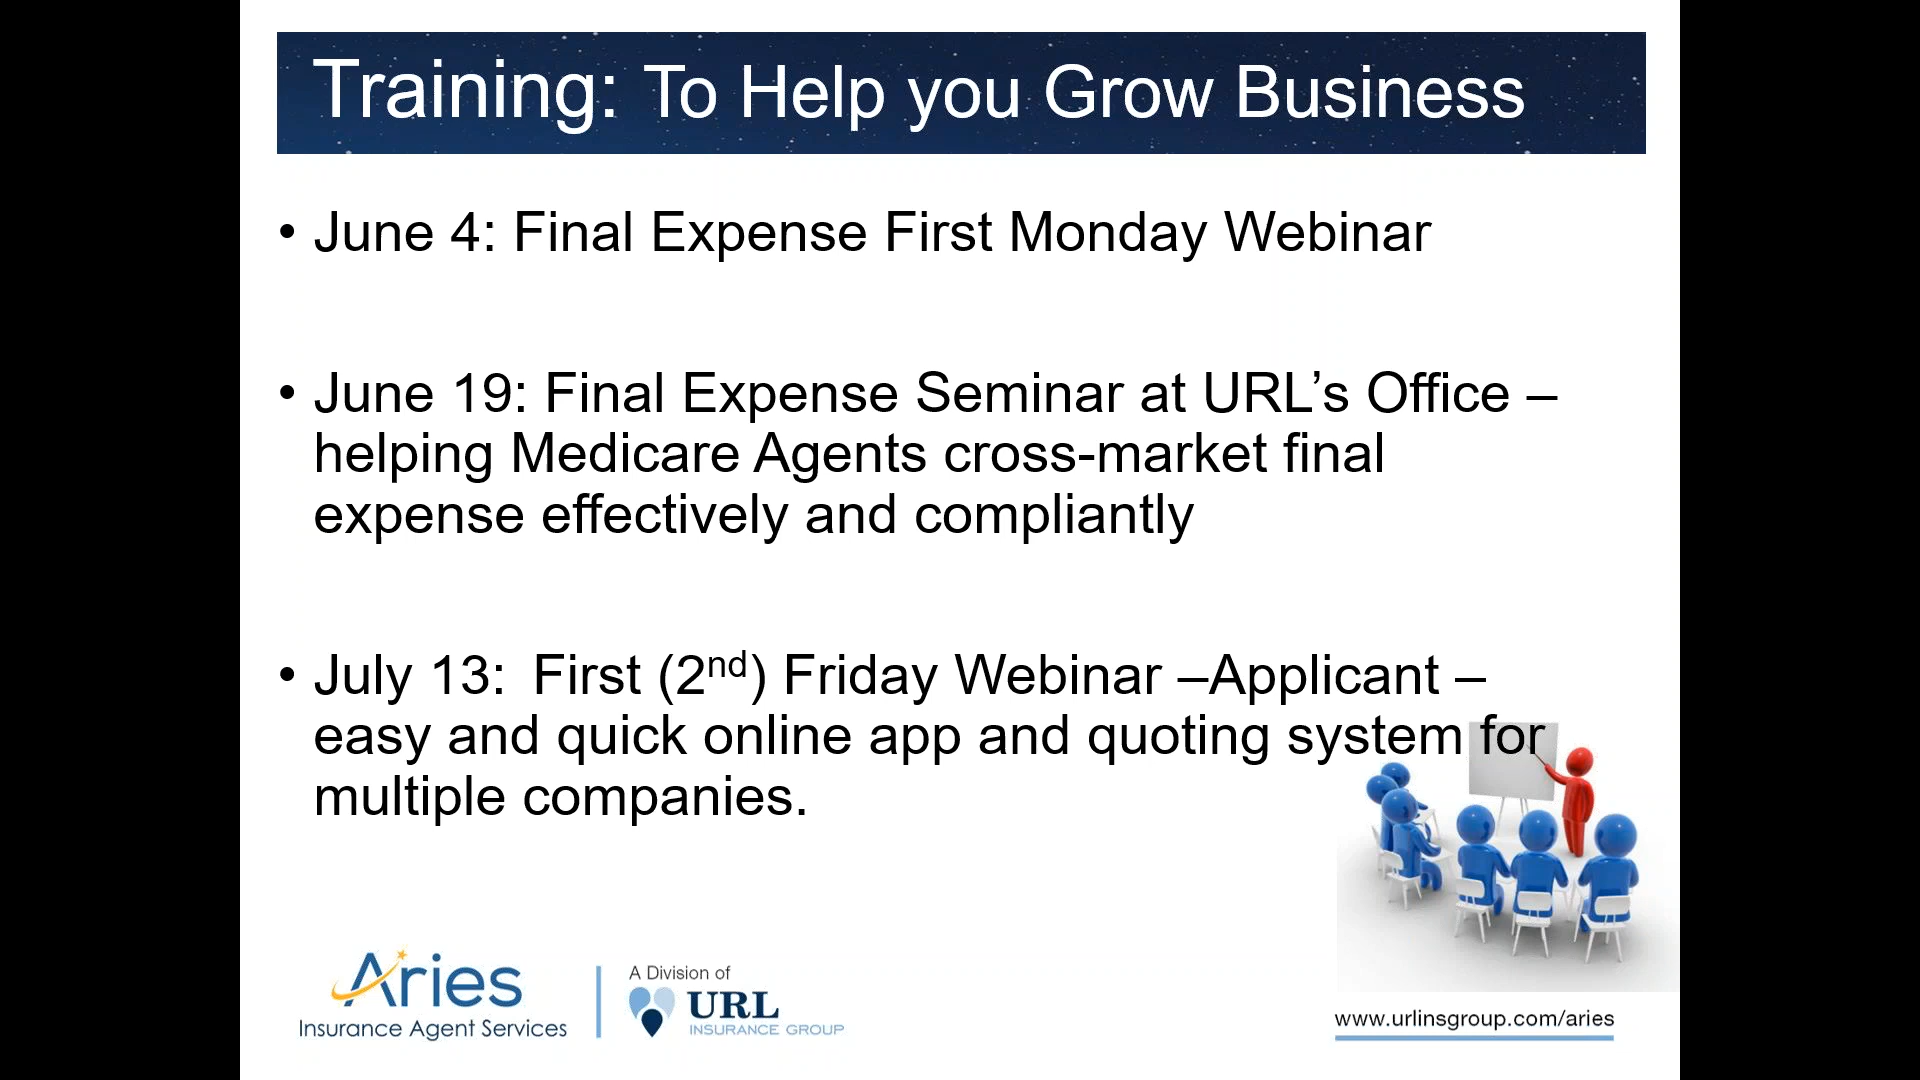 Training: To Help you Grow Business
• June 4: Final Expense First Monday Webinar
• June 19: Final Expense Seminar at URL’s Office –
helping Medicare Agents cross-market final
expense effectively and compliantly
• July 13:  First (2nd) Friday Webinar –Applicant –
easy and quick online app and quoting system for
multiple companies.
Aries
Insurance Agent Services
A Division of
URL
INSURANCE GROUP
www.urlinsgroup.com/aries